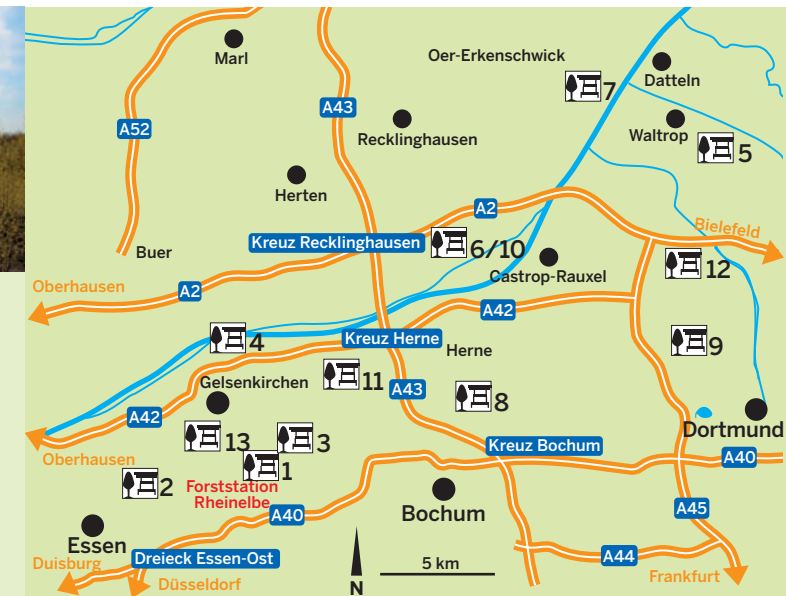 Marl
Oer-Erkenschwick
Datteln
7
A43
A52
Recklinghausen
Waltrop
5
Herten
A2
Bielefeld
Buer
Kreuz Recklinghausen
6/10
12
Castrop-Rauxel
Oberhausen
A2
A42
4
Kreuz Herne
Herne
9
11
Gelsenkirchen
A43
8
A42
Dortmund
13
3
Kreuz Bochum
Oberhausen
1
A40
2
Forststation
Rheinelbe
A40
Bochum
A45
Essen
Dreieck Essen-Ost
A44
5 km
Duisburg
Düsseldorf
N
Frankfurt